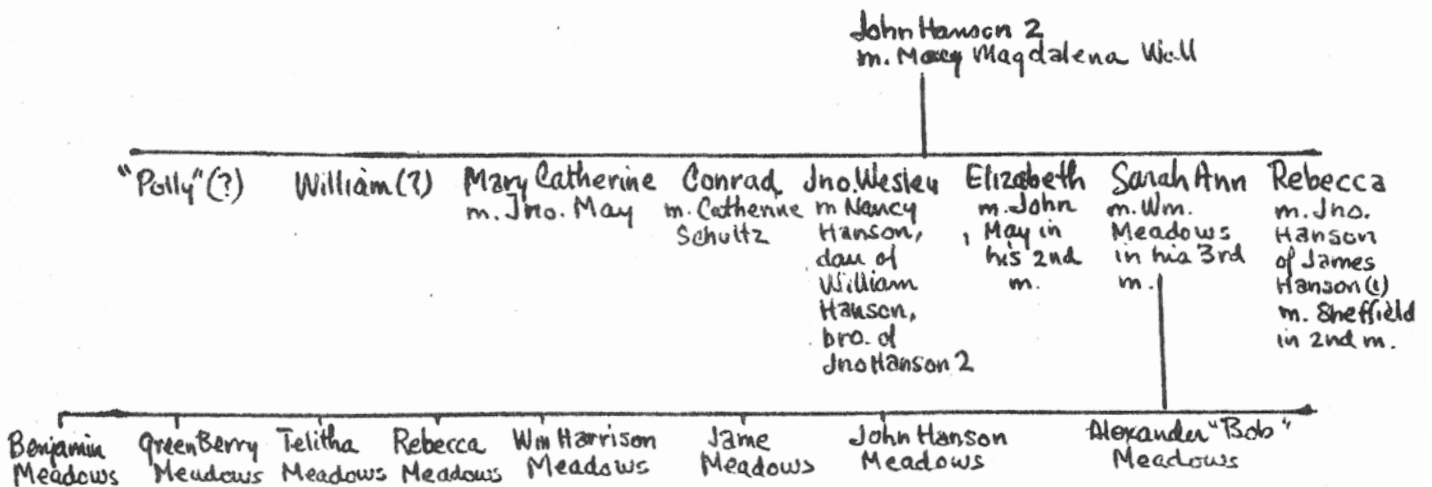 John Hanson 2
m. Mary Magdalena Wall
"Polly"(?)
William(?)
Mary Catherine
m. Jno. May
Conrad
m. Catherine
Schultz
Jno. Wesley
m Nancy
Hanson,
dau of
William
Hanson,
bro. of
Jno Hanson 2
Elizabeth
m. John
May in
his 2nd
m.
Sarah Ann
m. Wm.
Meadows
in his 3rd
m.
Rebecca
m. Jno.
Hanson
of James
Hanson(1)
m. Sheffield
in 2nd m.
Benjamin
Meadows
GreenBerry
Meadows
Telitha
Meadows
Rebecca
Meadows
Wm Harrison
Meadows
Jame
Meadows
John Hanson
Meadows
Alexander "Bob"
Meadows